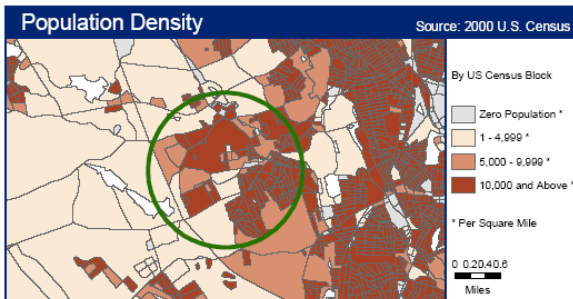 Population Density
Source: 2000 U.S. Census
By US Census Block
Zero Population *
1 - 4,999 *
5,000 - 9,999 *
10,000 and Above *
* Per Square Mile
0 0.20.40.6
Miles